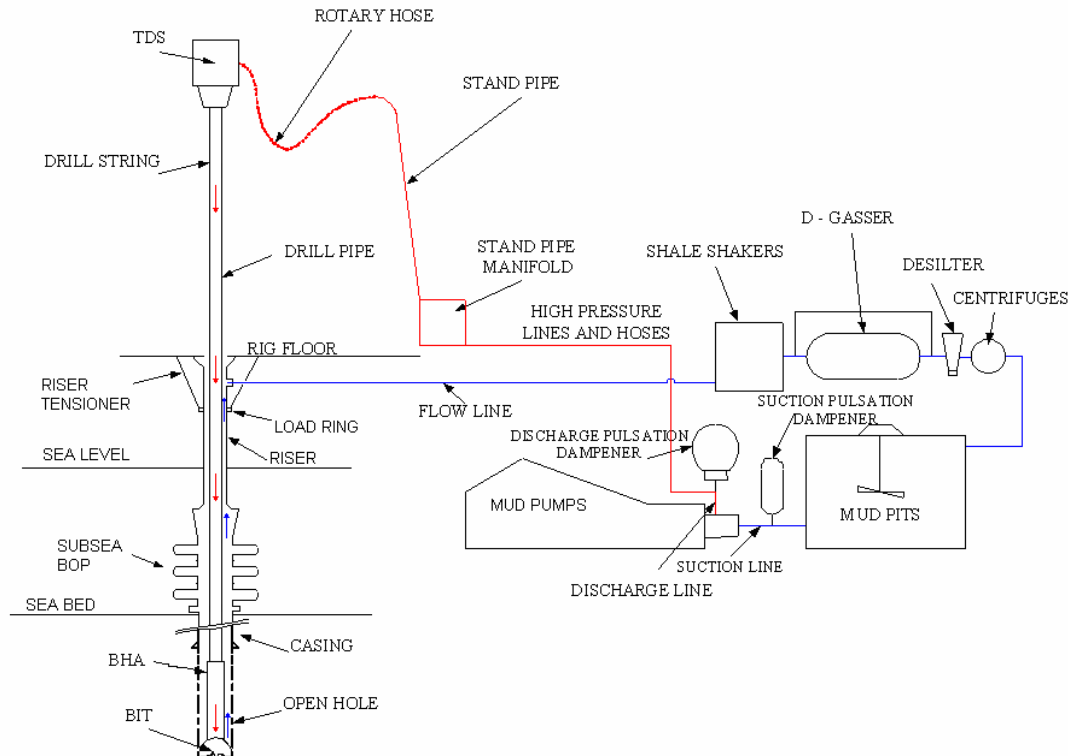 ROTARY HOSE
TDS
STAND PIPE
DRILL STRING
D - GASSER
STAND PIPE
MANIFOLD
DRILL PIPE
SHALE SHAKERS
DESILTER
CENTRIFUGES
HIGH PRESSURE
LINES AND HOSES
RIG FLOOR
RISER
TENSIONER
FLOW LINE
SUCTION PULSATION
DAMPENER
LOAD RING
DISCHARGE PULSATION
DAMPENER
RISER
SEA LEVEL
MUD PUMPS
MUD PITS
SUBSEA
BOP
SUCTION LINE
DISCHARGE LINE
SEA BED
CASING
BHA
OPEN HOLE
BIT